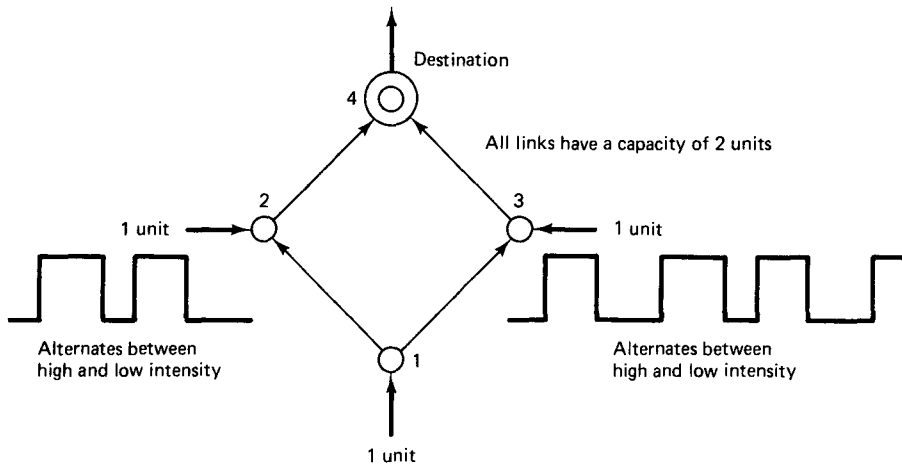 Destination
4
All links have a capacity of 2 units
2
3
1 unit
1 unit
Alternates between
high and low intensity
1
Alternates between
high and low intensity
1 unit